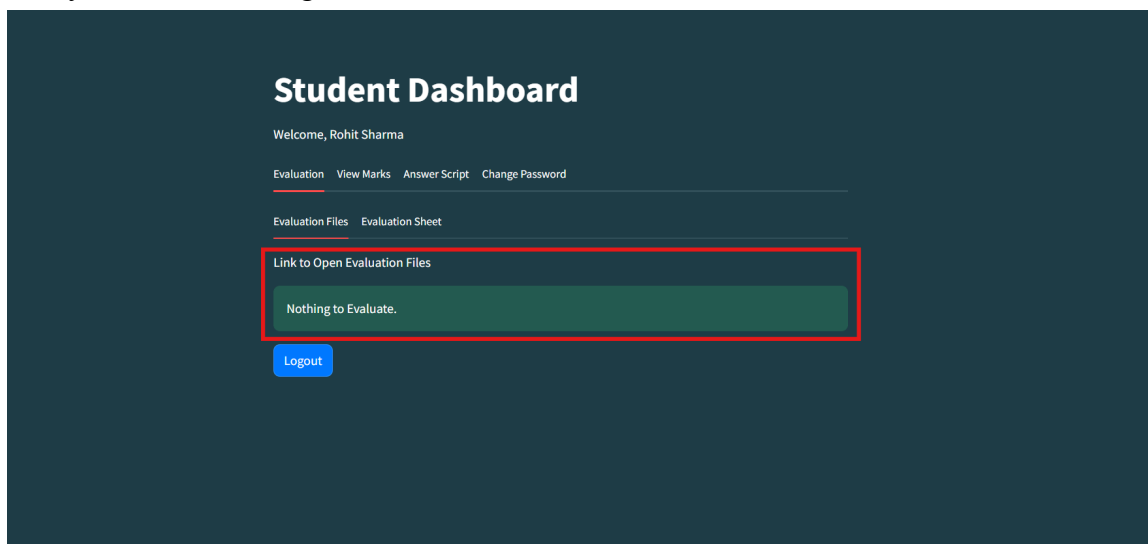 Student Dashboard
Welcome, Rohit Sharma
Evaluation View Marks Answer Script Change Password
Evaluation Files Evaluation Sheet
Link to Open Evaluation Files
Nothing to Evaluate.
Logout